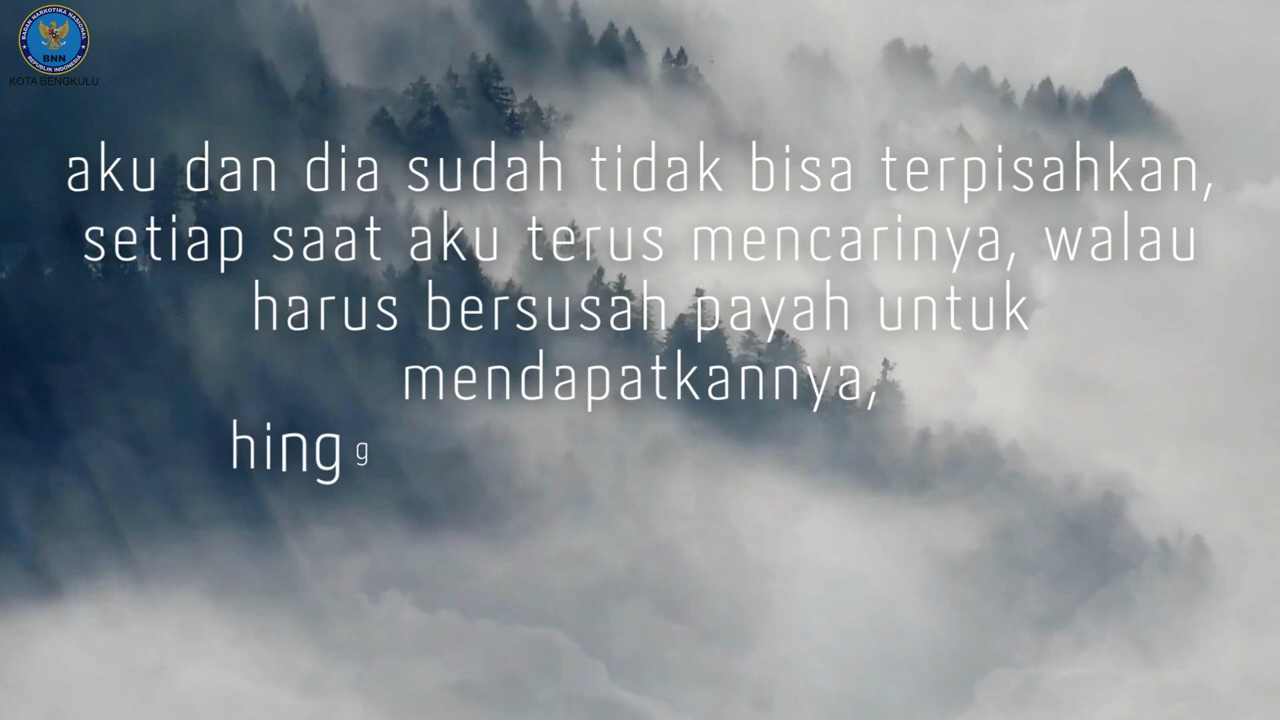 BADAN NARKOTIKA NASIONAL
BNN
REPUBLIK INDONESIA
KOTA BENGKULU
aku dan dia sudah tidak bisa terpisahkan,
setiap saat aku terus mencarinya, walau
harus bersusah payah untuk
mendapatkannya,
hingg